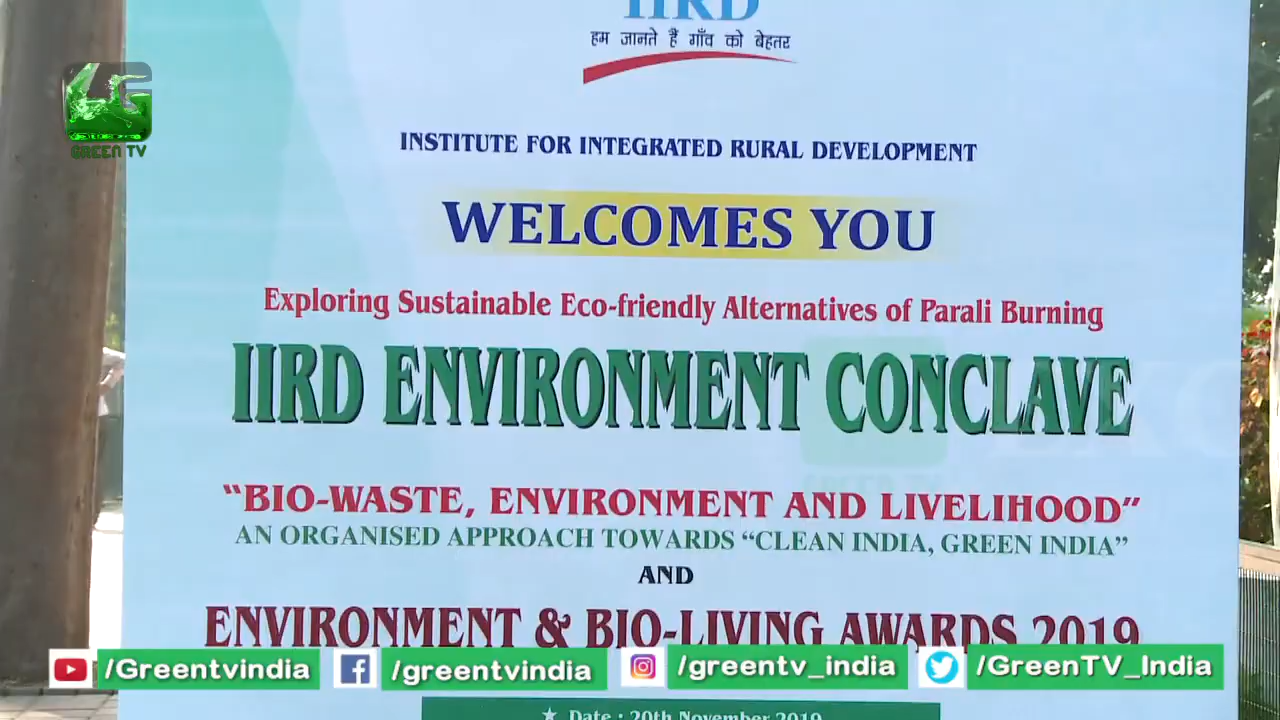 IIRD
हम जानते हैं गाँव को बेहतर
GREEN TV
INSTITUTE FOR INTEGRATED RURAL DEVELOPMENT
WELCOMES YOU
Exploring Sustainable Eco-friendly Alternatives of Parali Burning
IIRD ENVIRONMENT CONCLAVE
“BIO-WASTE, ENVIRONMENT AND LIVELIHOOD”
AN ORGANISED APPROACH TOWARDS “CLEAN INDIA, GREEN INDIA”
AND
ENVIRONMENT & BIO-LIVING AWARDS 2019
/Greentvindia
/greentvindia
/greentv_india
/GreenTV_India
Date : 20th November 2019